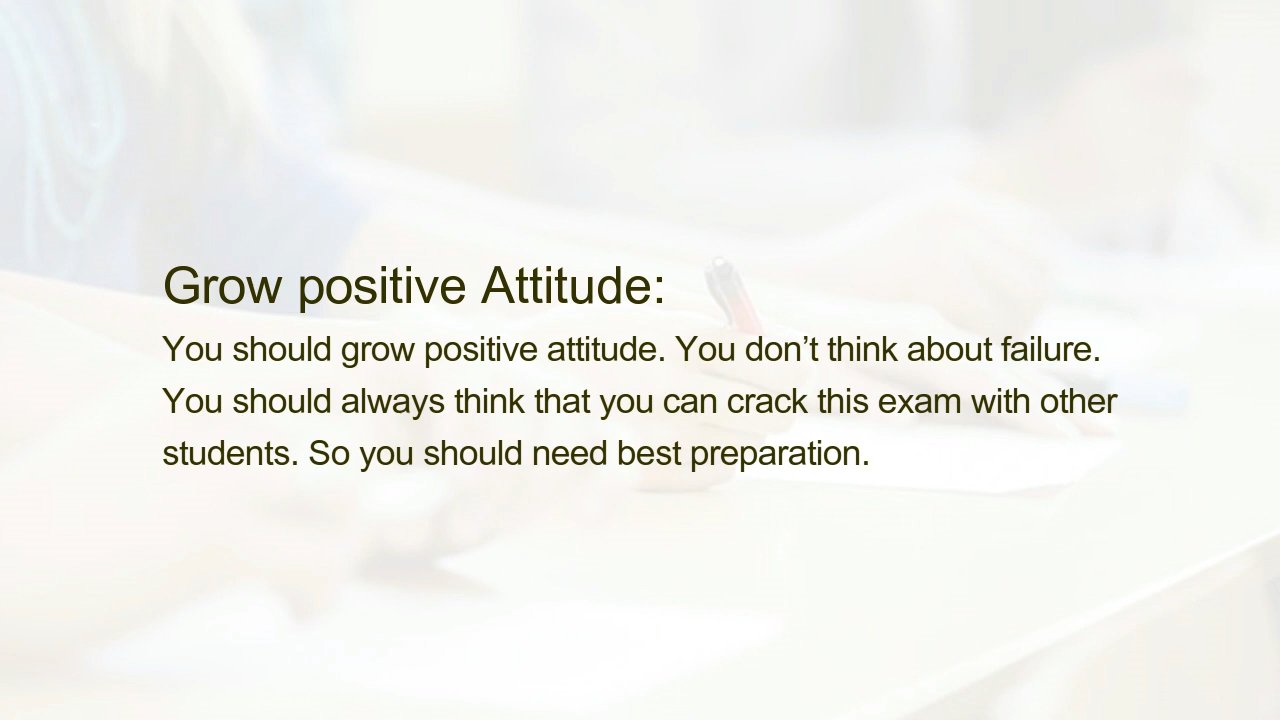 Grow positive Attitude:
You should grow positive attitude. You don’t think about failure.
You should always think that you can crack this exam with other
students. So you should need best preparation.